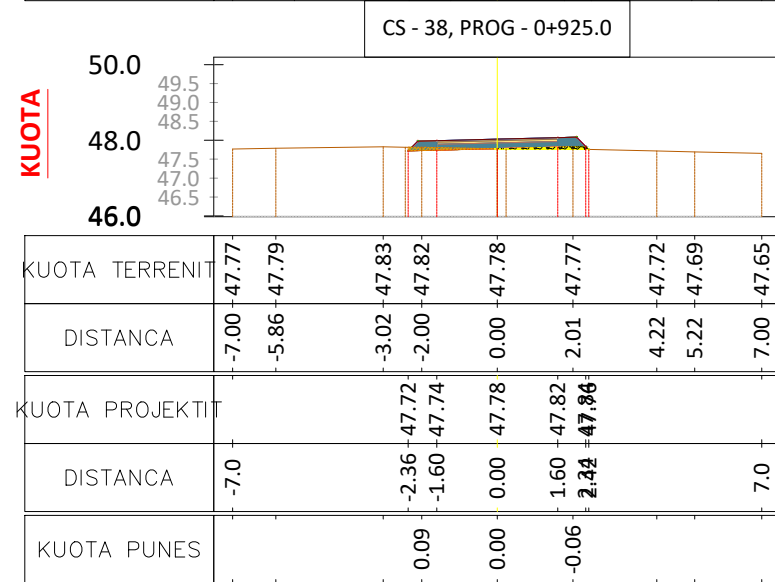 CS - 38, PROG - 0+925.0
KUOTA
50.0
49.5
49.0
48.5
48.0
47.5
47.0
46.5
46.0
KUOTA TERRENIT 47.77 47.79 47.83 47.82 47.78 47.77 47.72 47.69 47.65
DISTANCA -7.00 -5.86 -3.02 -2.00 0.00 2.01 4.22 5.22 7.00
KUOTA PROJEKTIT 47.72 47.74 47.78 47.82
DISTANCA -7.0 -2.36 -1.60 0.00 1.60 7.0
KUOTA PUNES 0.09 0.00 -0.06